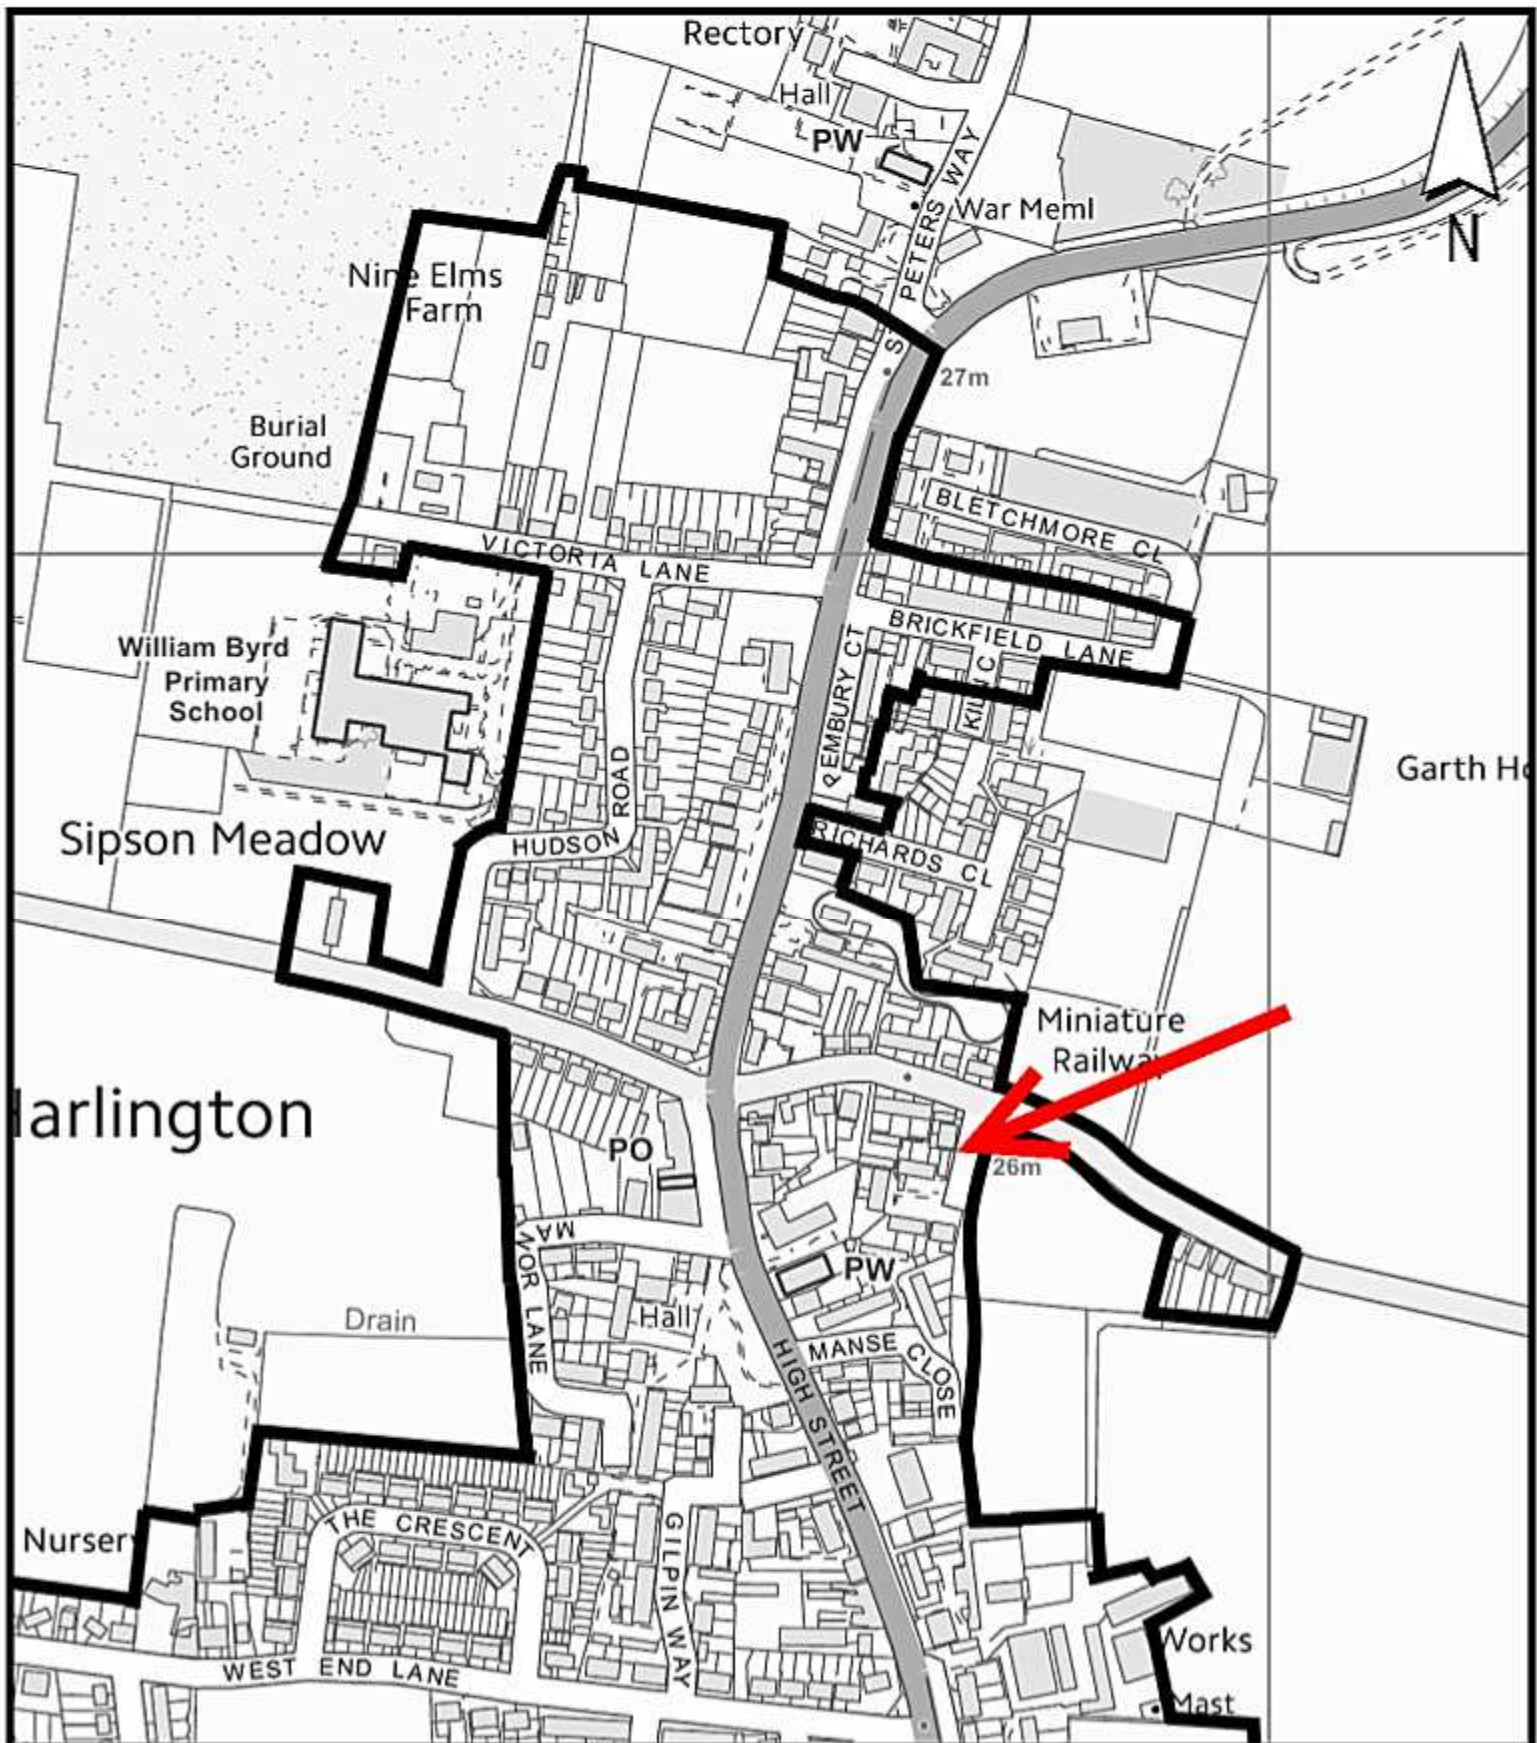 Rectory
Hall
PW
S
PETERS WAY
War Meml
N
Nine Elms
Farm
27m
Burial
Ground
BLETCHMORE CL
VICTORIA LANE
BRICKFIELD LANE
William Byrd
Primary
School
PEMBURY CT
KILN C
Garth Ho
HUDSON ROAD
Sipson Meadow
RICHARDS CL
Miniature
Railway
Harlington
PO
26m
MANOR LANE
PW
Hall
Drain
MANSE CLOSE
HIGH STREET
Nursery
THE CRESCENT
GILPIN WAY
WEST END LANE
Works
Mast